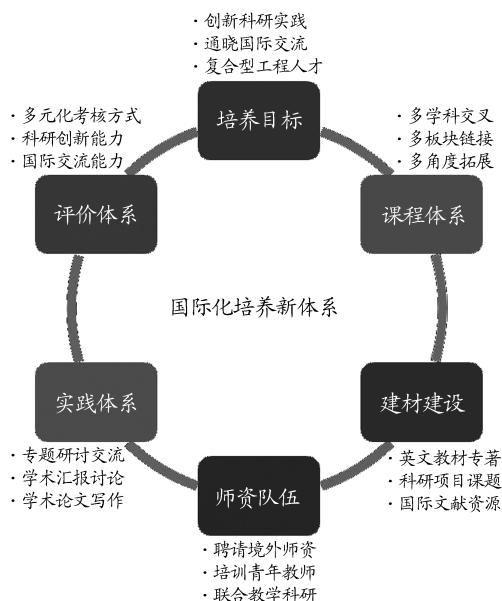 · 创新科研实践
· 通晓国际交流
· 复合型工程人才
培养目标
· 多元化考核方式
· 科研创新能力
· 国际交流能力
· 多学科交叉
· 多板块链接
· 多角度拓展
评价体系
课程体系
国际化培养新体系
实践体系
建材建设
· 专题研讨交流
· 学术汇报讨论
· 学术论文写作
· 英文教材专著
· 科研项目课题
· 国际文献资源
师资队伍
· 聘请境外师资
· 培训青年教师
· 联合教学科研